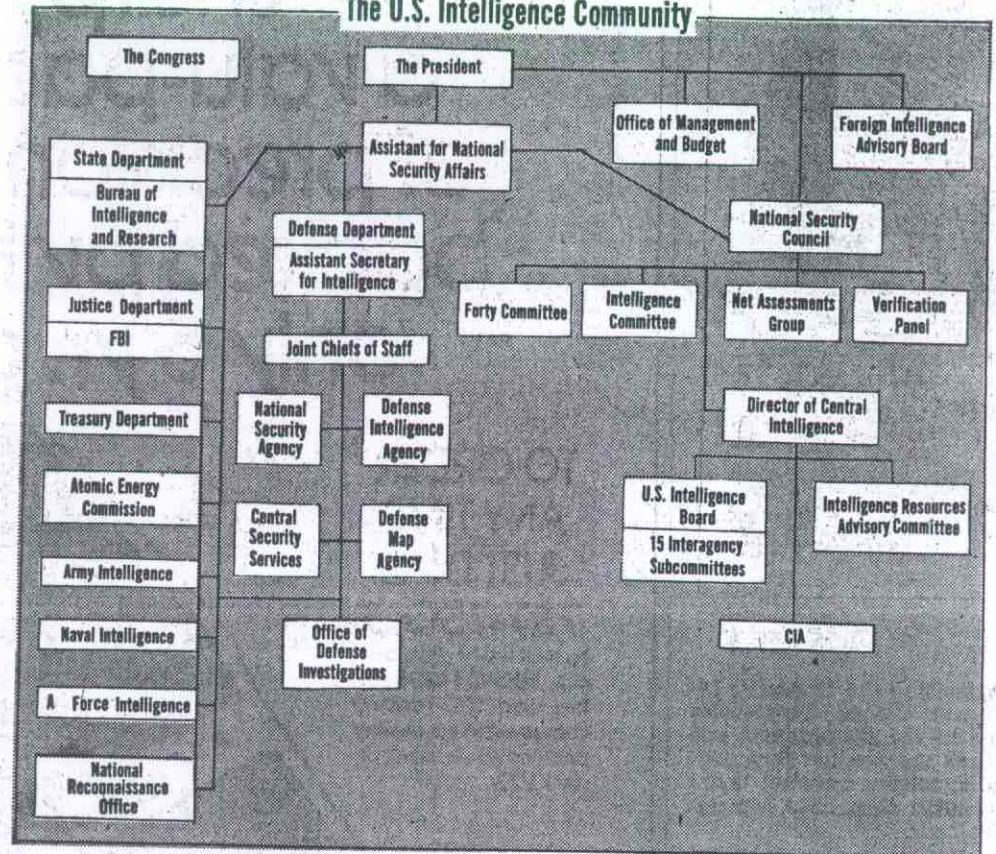 The U.S. Intelligence Community
The Congress
The President
Office of Management
and Budget
Foreign Intelligence
Advisory Board
Assistant for National
Security Affairs
State Department
Bureau of
Intelligence
and Research
National Security
Council
Defense Department
Assistant Secretary
for Intelligence
Forty Committee
Intelligence
Committee
Net Assessments
Group
Verification
Panel
Justice Department
FBI
Joint Chiefs of Staff
Treasury Department
National
Security
Agency
Defense
Intelligence
Agency
Director of Central
Intelligence
Atomic Energy
Commission
Central
Security
Services
Defense
Map
Agency
U.S. Intelligence
Board
15 Interagency
Subcommittees
Intelligence Resources
Advisory Committee
Army Intelligence
Naval Intelligence
Office of
Defense
Investigations
CIA
A Force Intelligence
National
Reconnaissance
Office